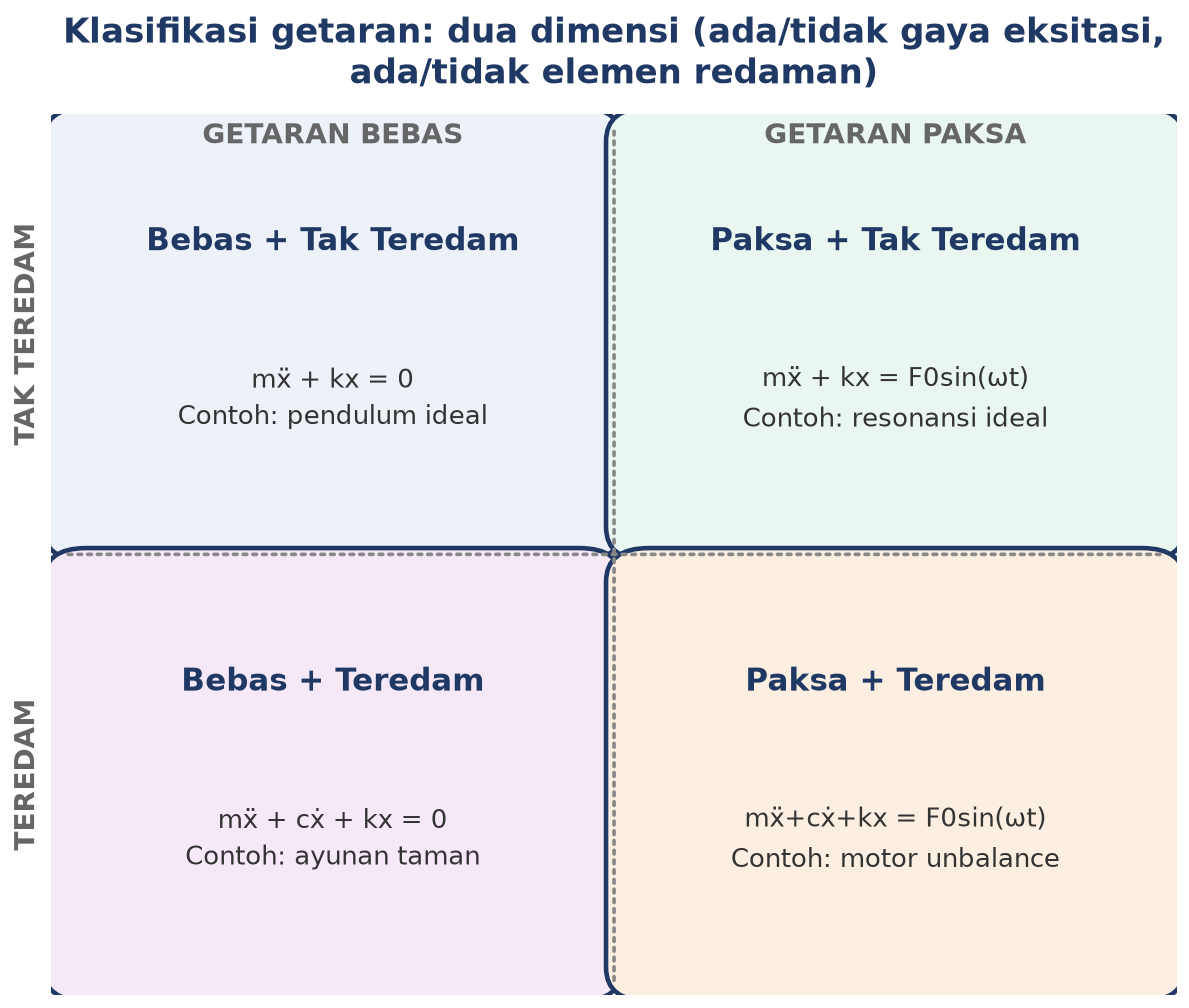 Klasifikasi getaran: dua dimensi (ada/tidak gaya eksitasi,
ada/tidak elemen redaman)
GETARAN BEBAS
GETARAN PAKSA
TAK TEREDAM
Bebas + Tak Teredam
mẍ + kx = 0
Contoh: pendulum ideal
Paksa + Tak Teredam
mẍ + kx = F0sin(ωt)
Contoh: resonansi ideal
TEREDAM
Bebas + Teredam
mẍ + cẋ + kx = 0
Contoh: ayunan taman
Paksa + Teredam
mẍ+cẋ+kx = F0sin(ωt)
Contoh: motor unbalance